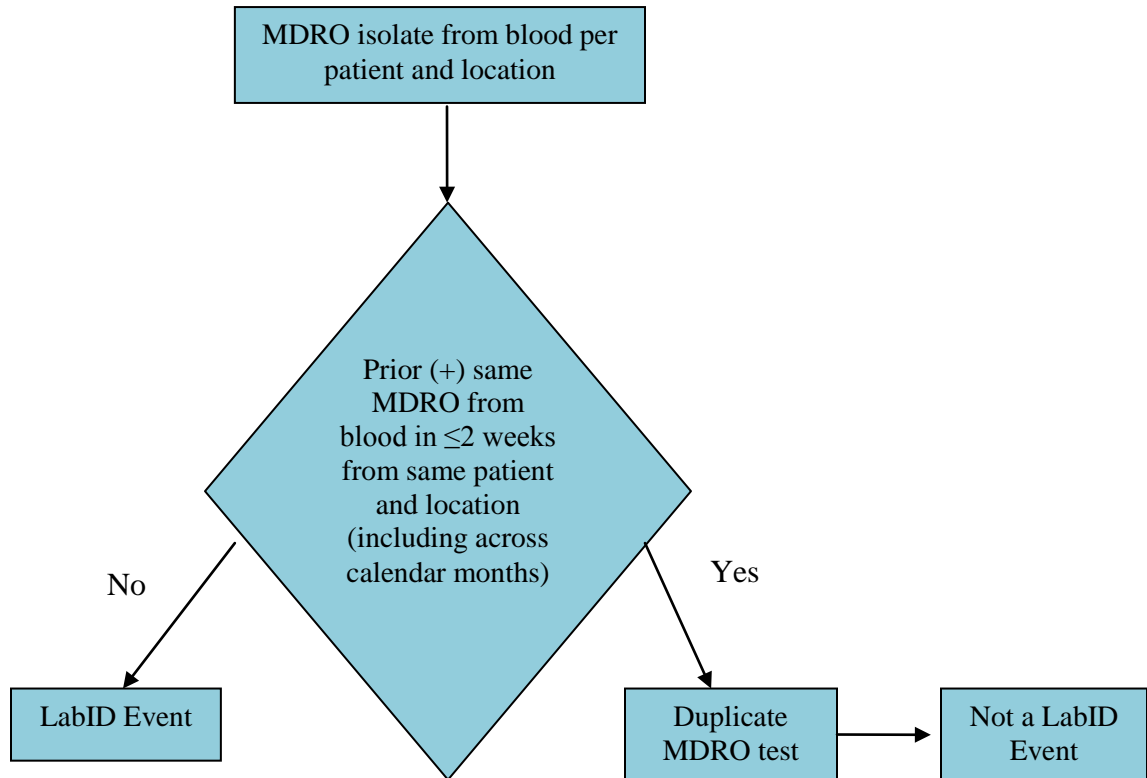 MDRO isolate from blood per
patient and location
Prior (+) same
MDRO from
blood in ≤2 weeks
from same patient
and location
(including across
calendar months)
No
Yes
LabID Event
Duplicate
MDRO test
Not a LabID
Event